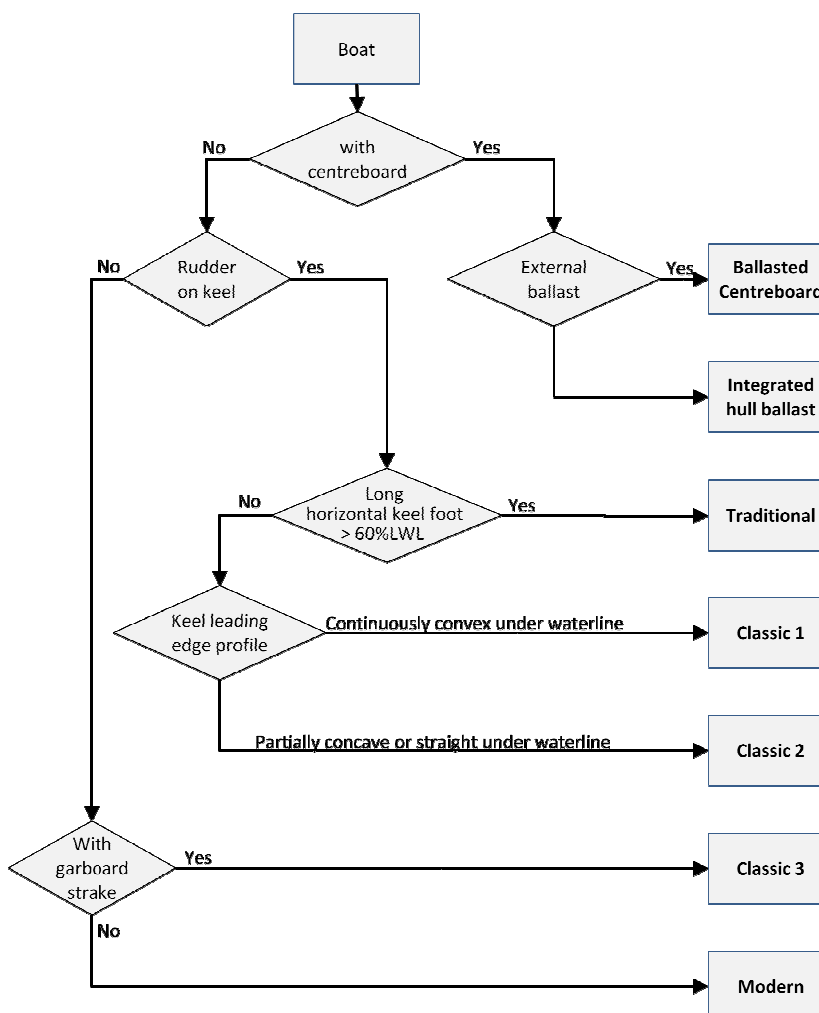 Boat
with
centreboard
No
Yes
Rudder
on keel
No
Yes
External
ballast
Yes
Ballasted
Centreboard
Integrated
hull ballast
Long
horizontal keel foot
> 60%LWL
No
Yes
Traditional
Keel leading
edge profile
Continuously convex under waterline
Classic 1
Partially concave or straight under waterline
Classic 2
With
garboard
strake
Yes
Classic 3
No
Modern